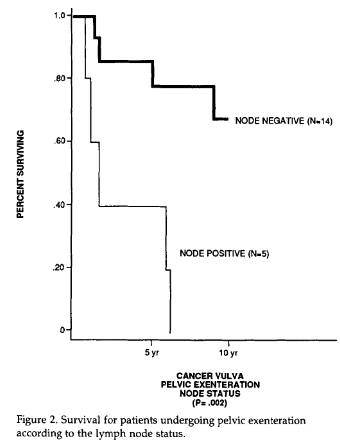 1.0
.80
.60
.40
.20
0
PERCENT SURVIVING
NODE NEGATIVE (N=14)
NODE POSITIVE (N=5)
5 yr
10 yr
CANCER VULVA
PELVIC EXENTERATION
NODE STATUS
(P= .002)
Figure 2. Survival for patients undergoing pelvic exenteration
according to the lymph node status.